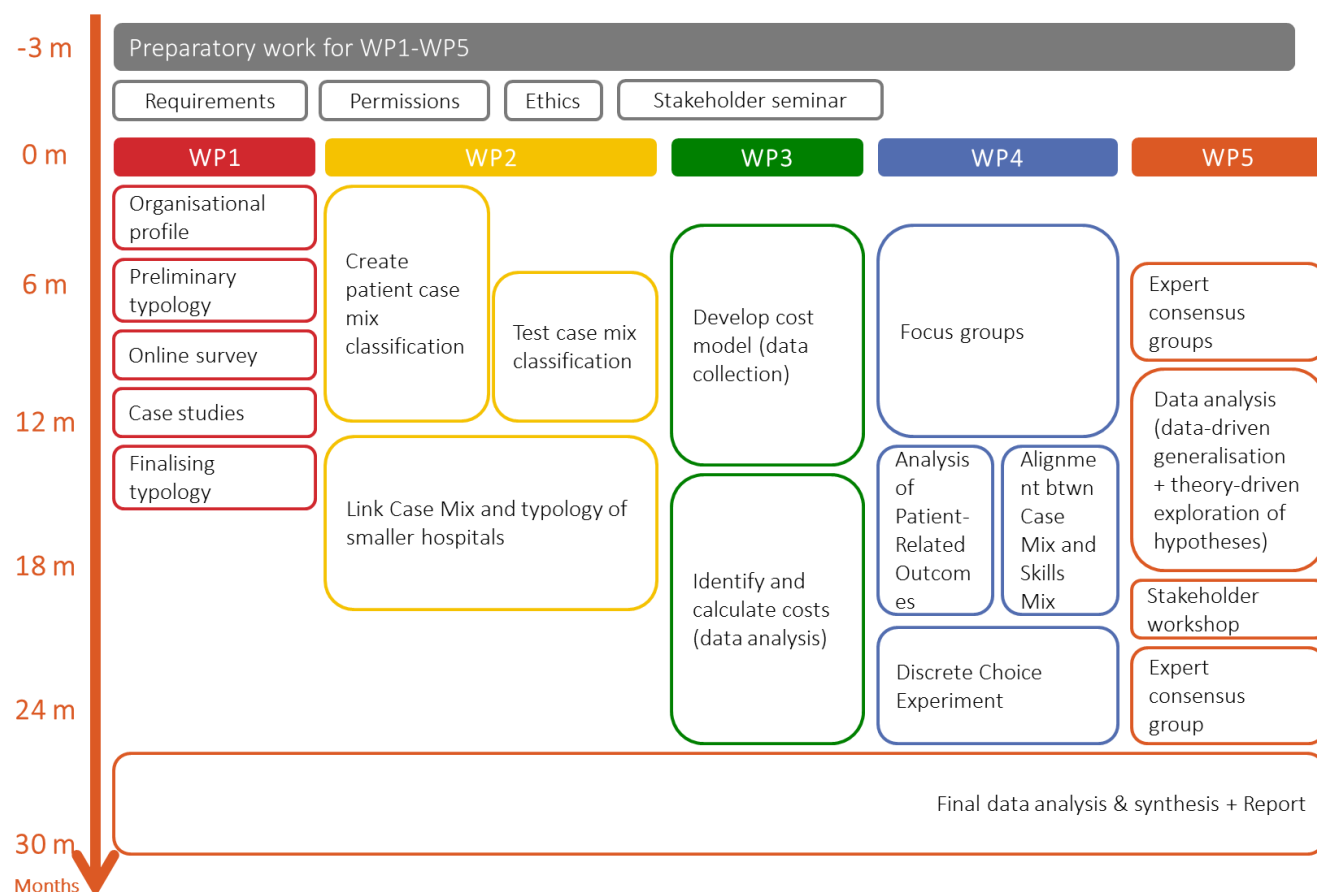 -3 m
Preparatory work for WP1-WP5
Requirements
Permissions
Ethics
Stakeholder seminar
0 m
WP1
WP2
WP3
WP4
WP5
Organisational
profile
Preliminary
typology
Online survey
Case studies
Finalising
typology
Create
patient case
mix
classification
Test case mix
classification
Link Case Mix and typology of
smaller hospitals
Develop cost
model (data
collection)
Identify and
calculate costs
(data analysis)
Focus groups
Analysis
of
Patient-
Related
Outcom
es
Alignme
nt btwn
Case
Mix and
Skills
Mix
Discrete Choice
Experiment
Expert
consensus
groups
Data analysis
(data-driven
generalisation
+ theory-driven
exploration of
hypotheses)
Stakeholder
workshop
Expert
consensus
group
6 m
12 m
18 m
24 m
Final data analysis & synthesis + Report
30 m
Months